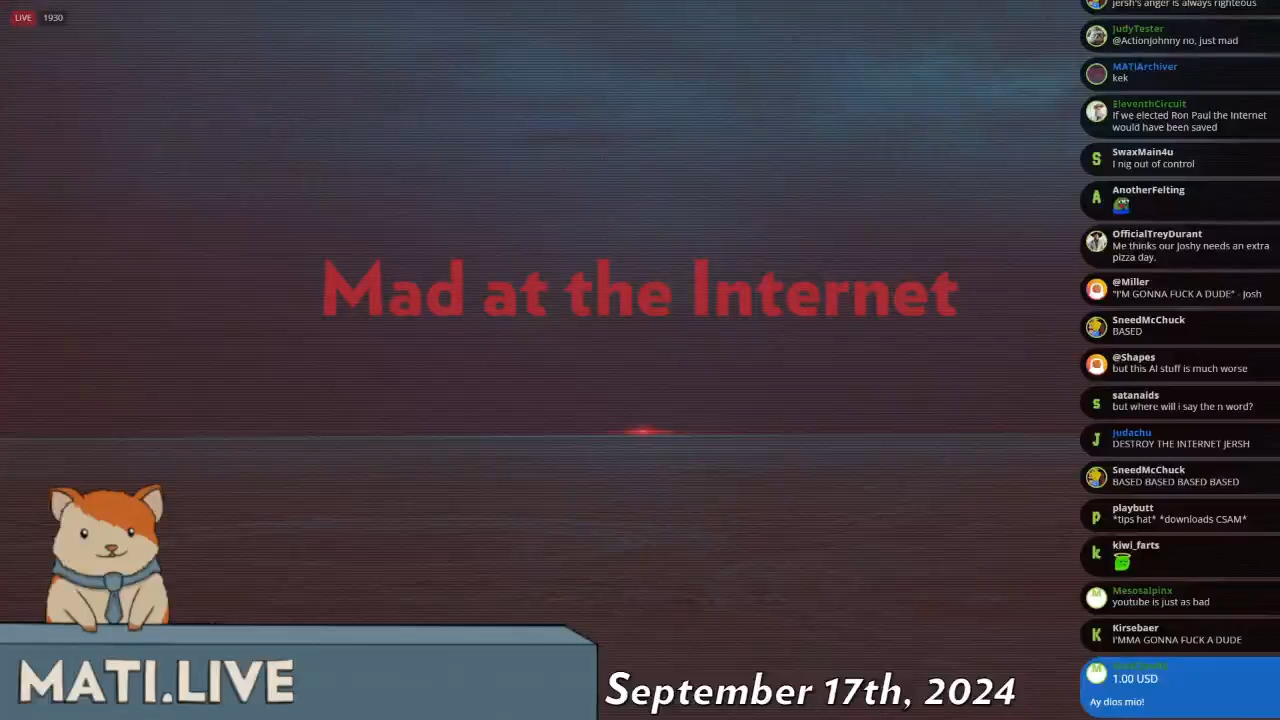 LIVE 1930
Mad at the Internet
MATI.LIVE
September 17th, 2024
jersh's anger is always righteous
JudyTester
@ActionJohnny no, just mad
MATIArchiver
kek
EleventhCircuit
If we elected Ron Paul the Internet
would have been saved
S
SwaxMain4u
I nig out of control
A
AnotherFelting
OfficialTreyDurant
Me thinks our Joshy needs an extra
pizza day.
@Miller
"I'M GONNA FUCK A DUDE" - Josh
SneedMcChuck
BASED
@Shapes
but this AI stuff is much worse
s
satanaids
but where will i say the n word?
J
Judachu
DESTROY THE INTERNET JERSH
SneedMcChuck
BASED BASED BASED BASED
p
playbutt
*tips hat* *downloads CSAM*
k
kiwi_farts
M
Mesosalpinx
youtube is just as bad
K
Kirsebaer
I'MMA GONNA FUCK A DUDE
M
1.00 USD
Ay dios mio!